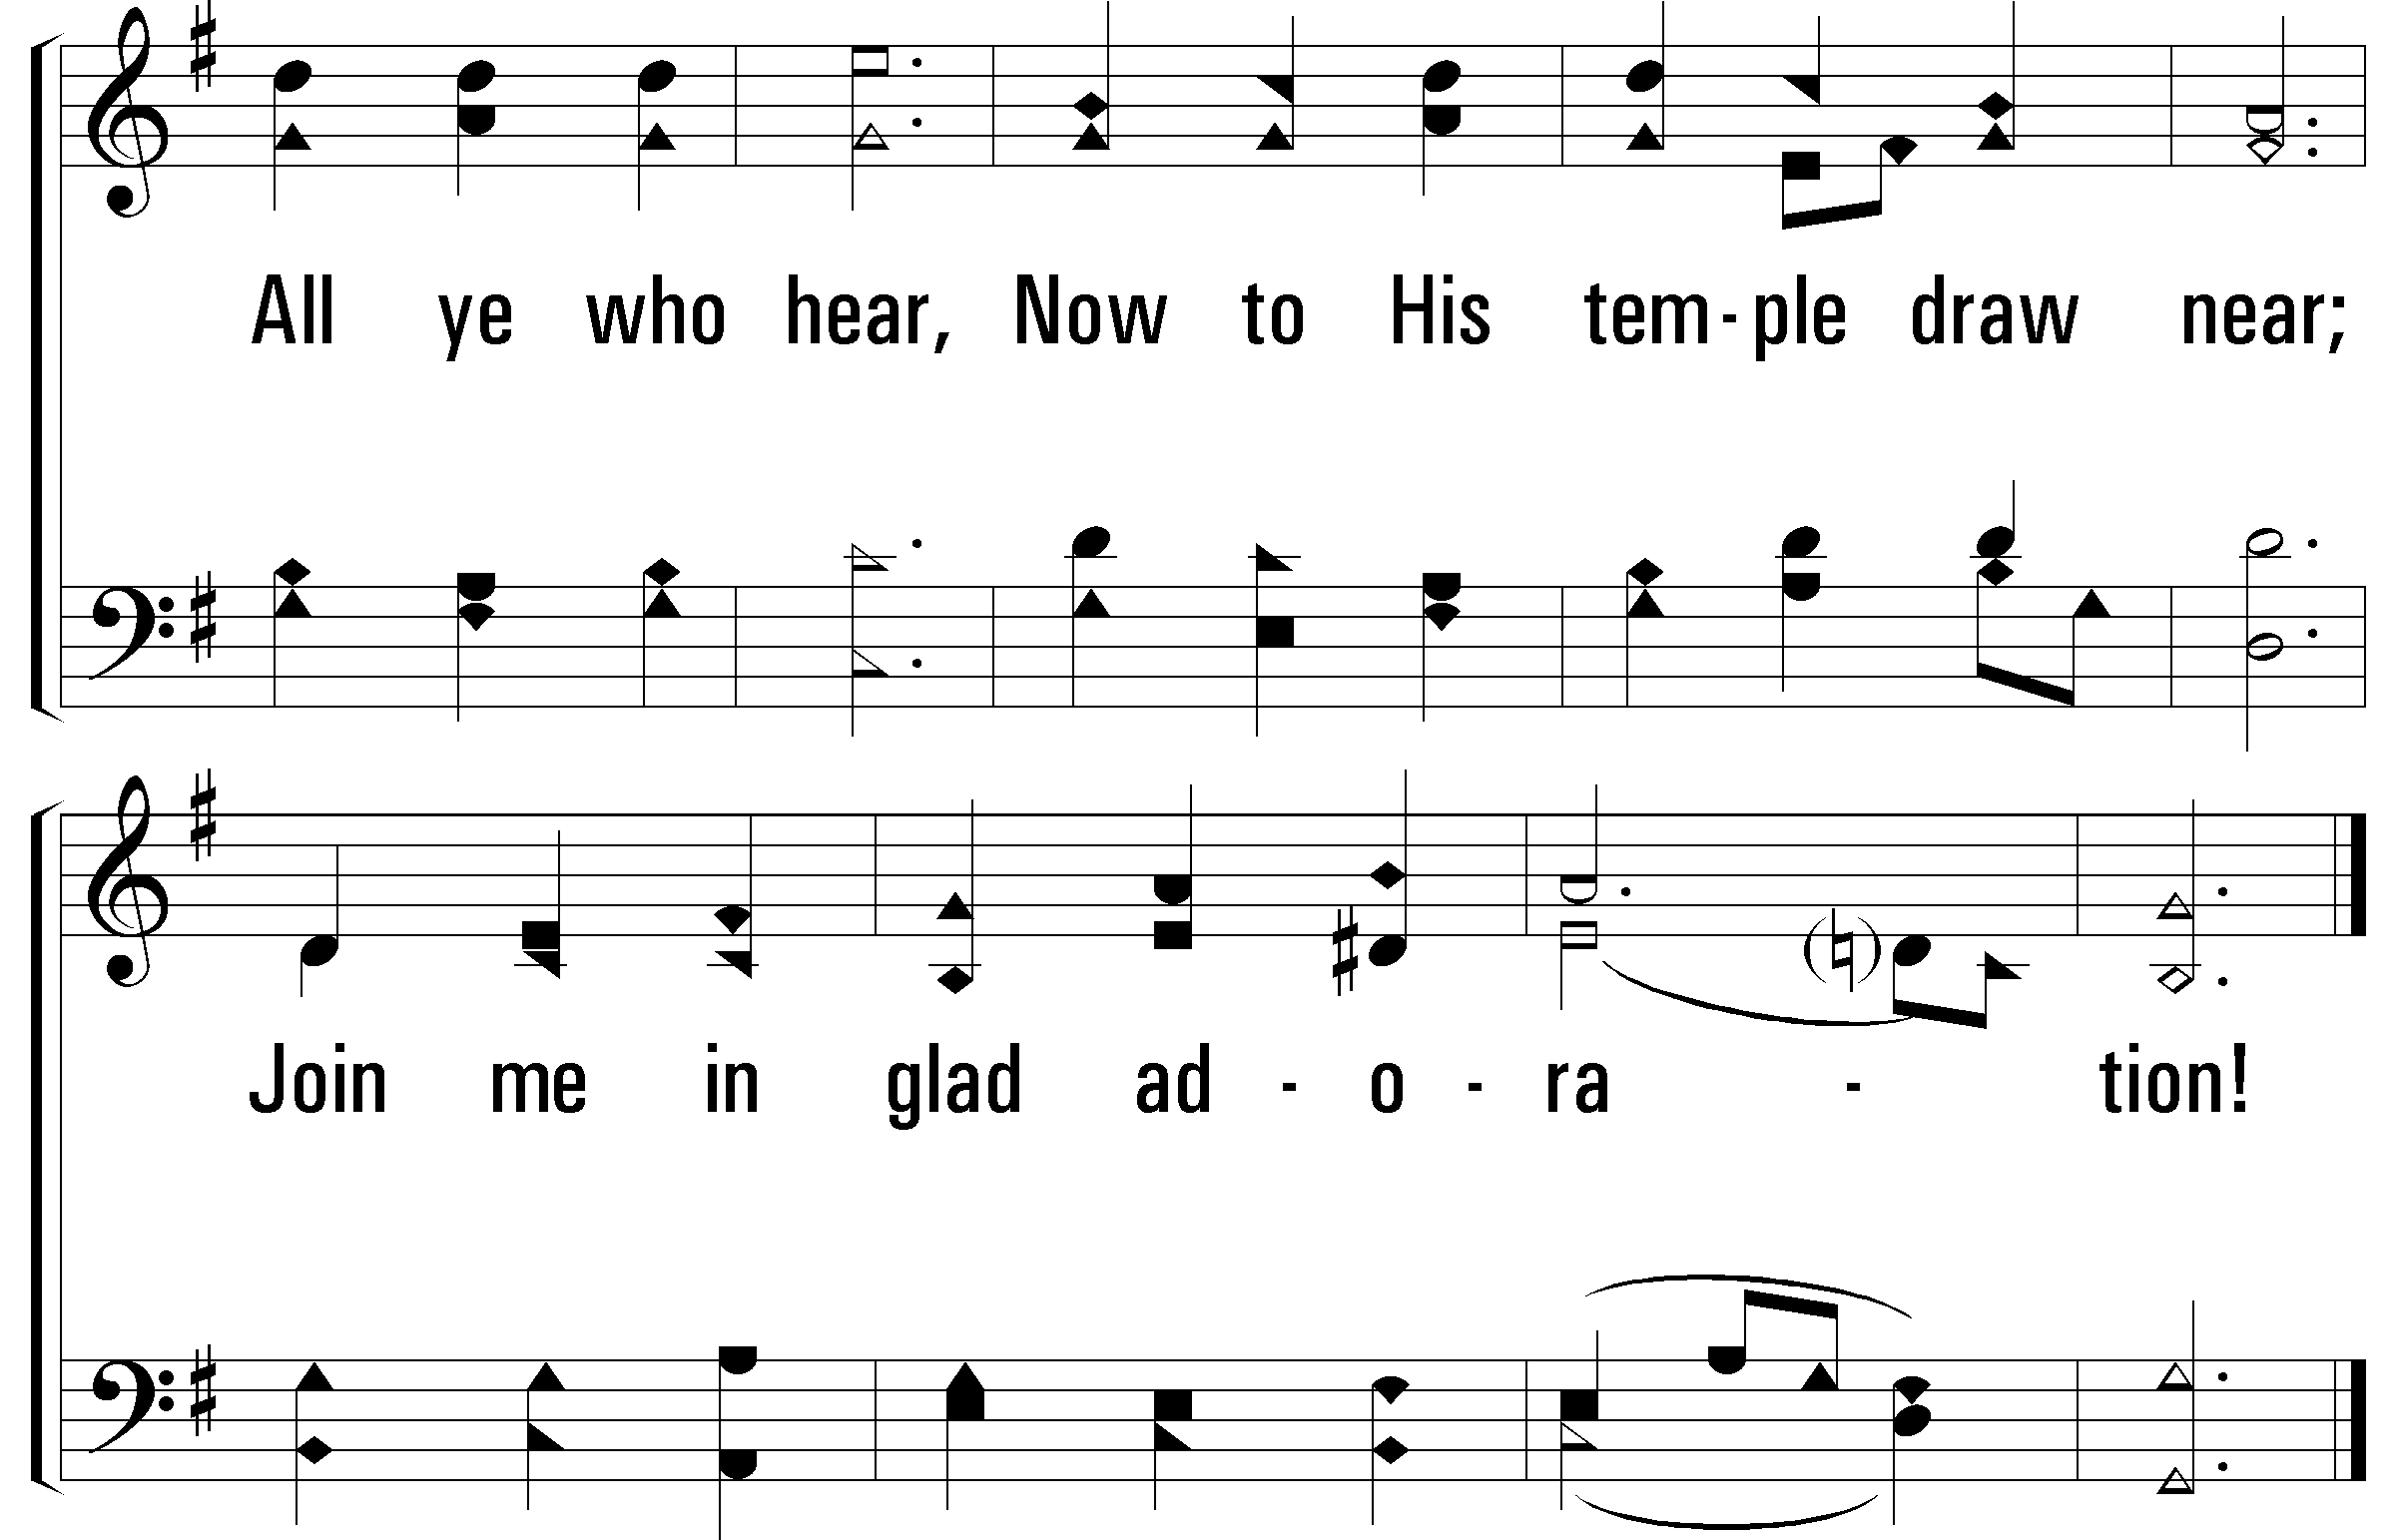 All ye who hear, Now to His tem-ple draw near;
Join me in glad ad - o - ra - tion!